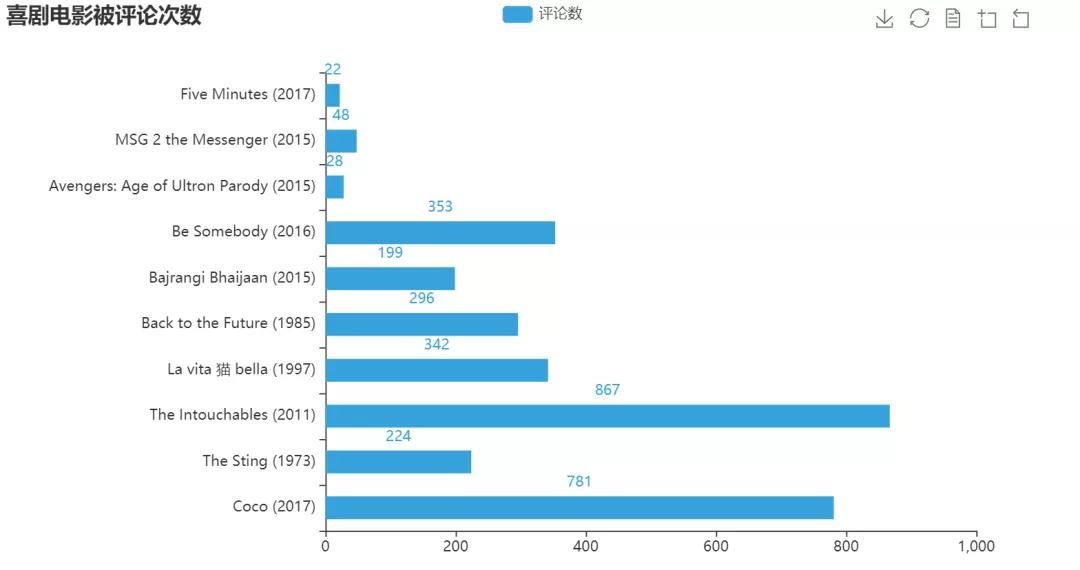 喜剧电影被评论次数
评论数
22
Five Minutes (2017)
48
MSG 2 the Messenger (2015)
28
Avengers: Age of Ultron Parody (2015)
353
Be Somebody (2016)
199
Bajrangi Bhaijaan (2015)
296
Back to the Future (1985)
342
La vita 猫 bella (1997)
867
The Intouchables (2011)
224
The Sting (1973)
781
Coco (2017)
0 200 400 600 800 1,000